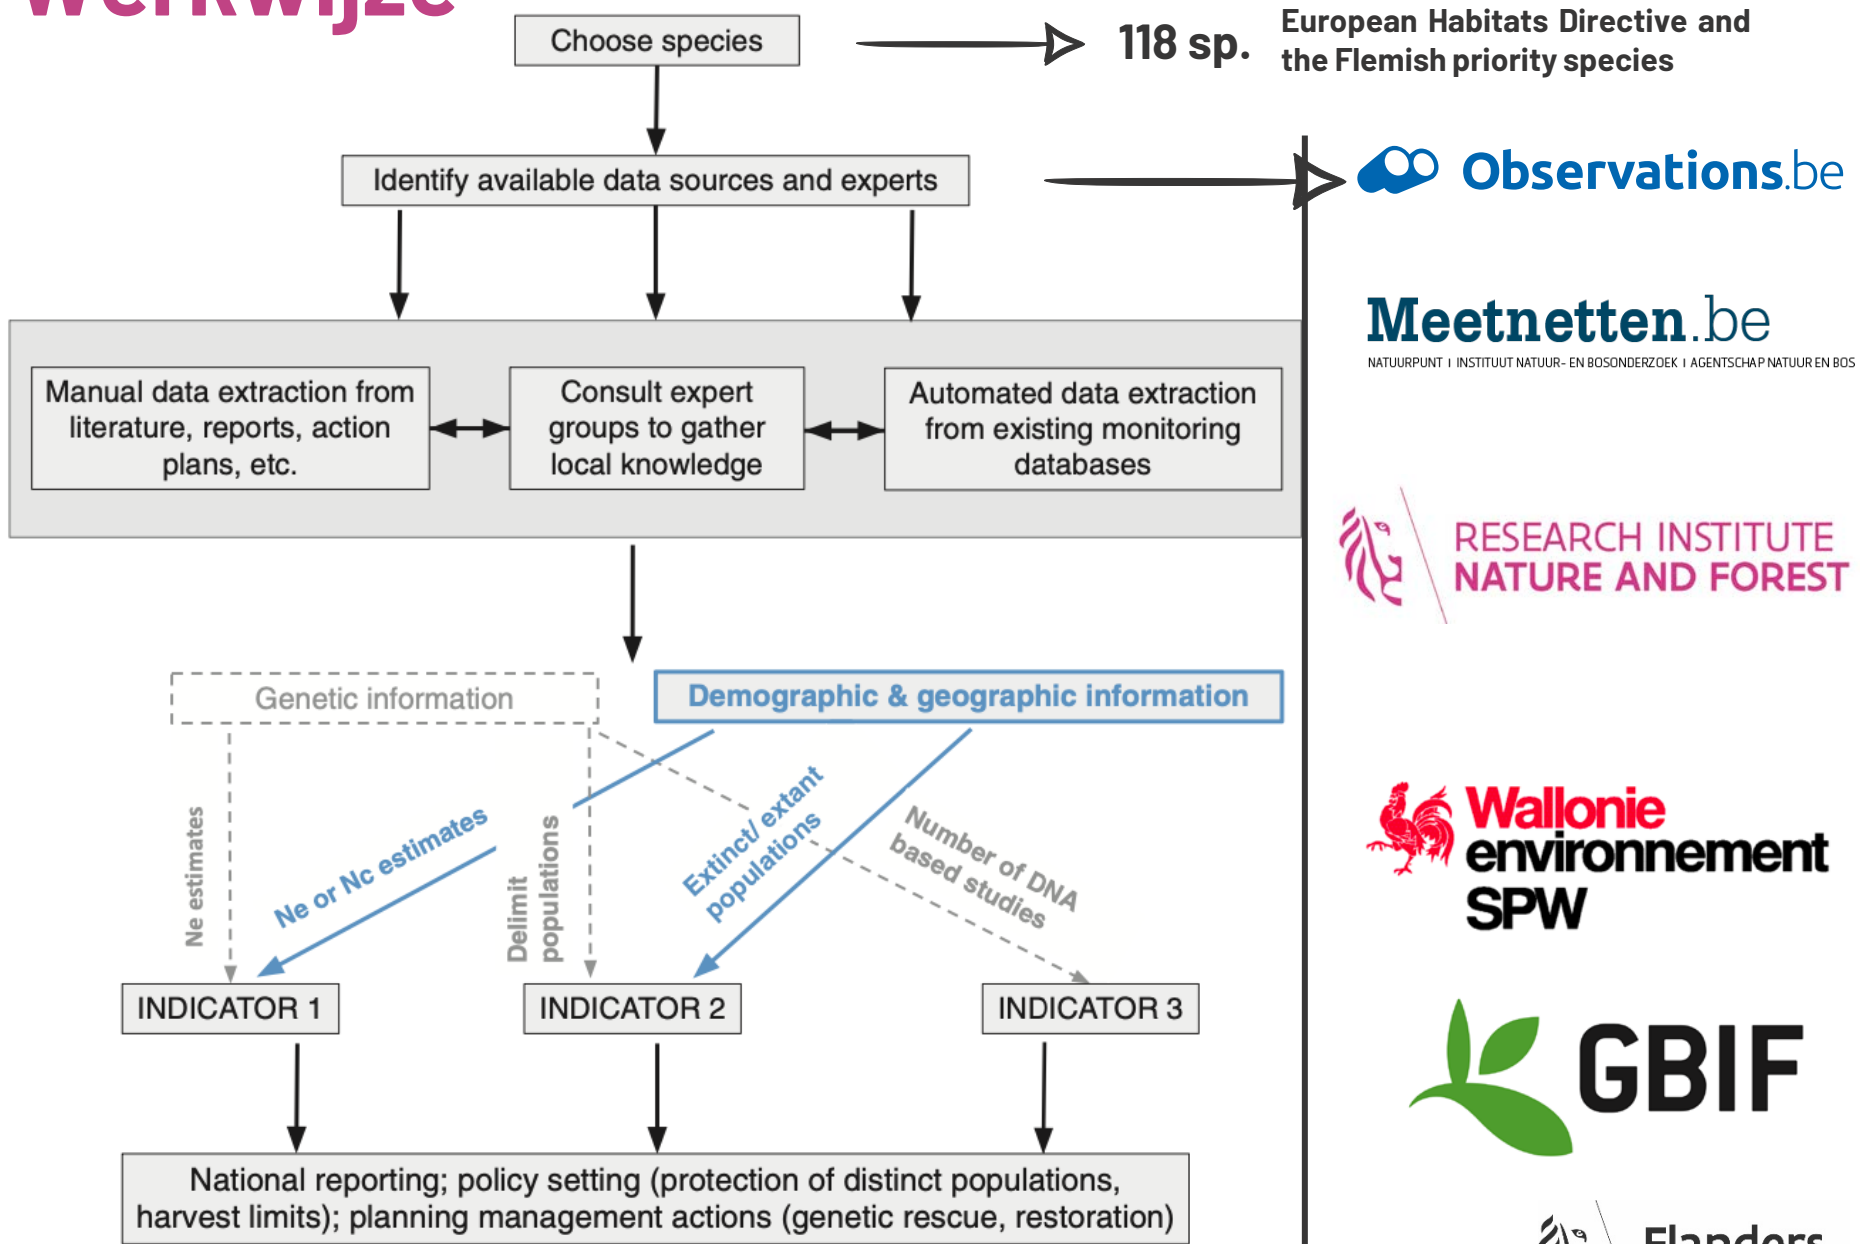 Werkwijze
Choose species
118 sp.
European Habitats Directive and
the Flemish priority species
Identify available data sources and experts
Observations.be
Meetnetten.be
NATUURPUNT I INSTITUUT NATUUR- EN BOSONDERZOEK I AGENTSCHAP NATUUR EN BOS
Manual data extraction from
literature, reports, action
plans, etc.
Consult expert
groups to gather
local knowledge
Automated data extraction
from existing monitoring
databases
RESEARCH INSTITUTE
NATURE AND FOREST
Genetic information
Demographic & geographic information
Ne estimates
Ne or Nc estimates
Delimit
populations
Extinct/ extant
populations
Number of DNA
based studies
Wallonie
environnement
SPW
INDICATOR 1
INDICATOR 2
INDICATOR 3
GBIF
National reporting; policy setting (protection of distinct populations,
harvest limits); planning management actions (genetic rescue, restoration)
Flanders